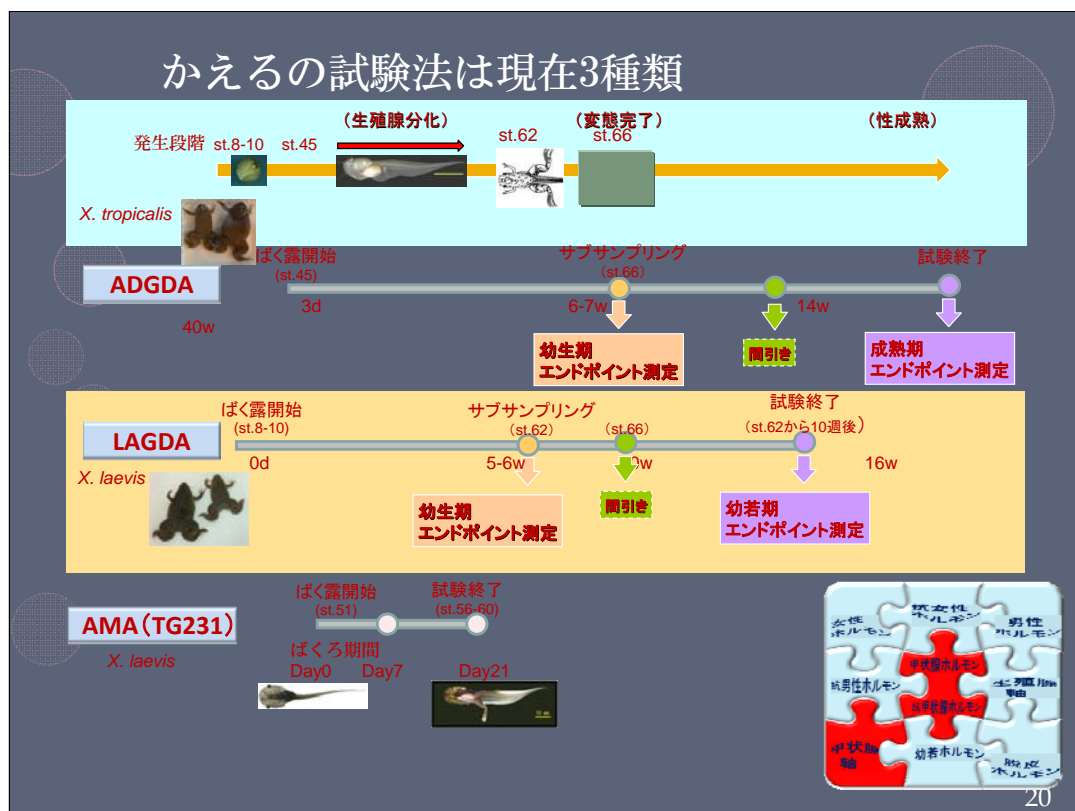 かえるの試験法は現在3種類
(生殖腺分化)
(変態完了)
(性成熟)
発生段階
st.8-10
st.45
st.62
st.66
X. tropicalis
ADGDA
ばく露開始
(st.45)
サブサンプリング
(st.66)
試験終了
3d
6-7w
14w
40w
幼生期
エンドポイント測定
間引き
成熟期
エンドポイント測定
LAGDA
X. laevis
ばく露開始
(st.8-10)
サブサンプリング
(st.62)
(st.66)
試験終了
(st.62から10週後)
0d
5-6w
16w
幼生期
エンドポイント測定
間引き
幼若期
エンドポイント測定
AMA(TG231)
X. laevis
ばく露開始
(st.51)
試験終了
(st.56-60)
ばくろ期間
Day0
Day7
Day21
女性
ホルモン
抗女性
ホルモン
男性
ホルモン
抗男性ホルモン
甲状腺ホルモン
抗甲状腺ホルモン
生殖腺
軸
甲状腺
軸
幼若ホルモン
脱皮
ホルモン
20